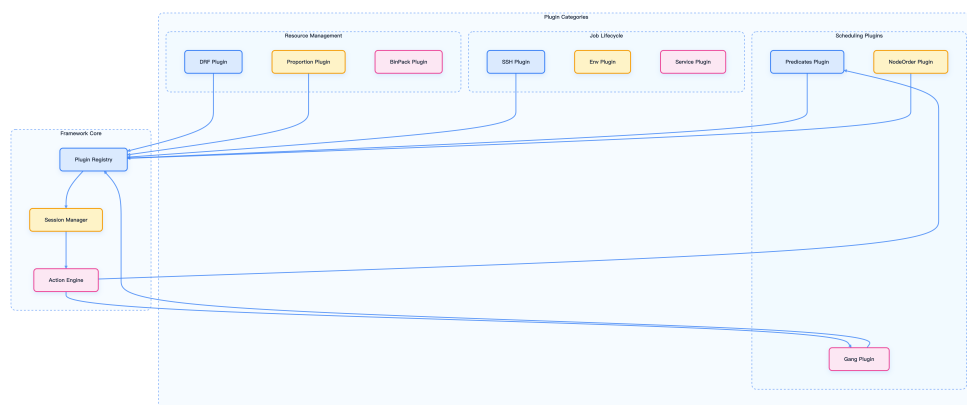 Plugin Categories
Resource Management
Job Lifecycle
Scheduling Plugins
DRF Plugin
Proportion Plugin
BinPack Plugin
SSH Plugin
Env Plugin
Service Plugin
Predicates Plugin
NodeOrder Plugin
Framework Core
Plugin Registry
Session Manager
Action Engine
Gang Plugin